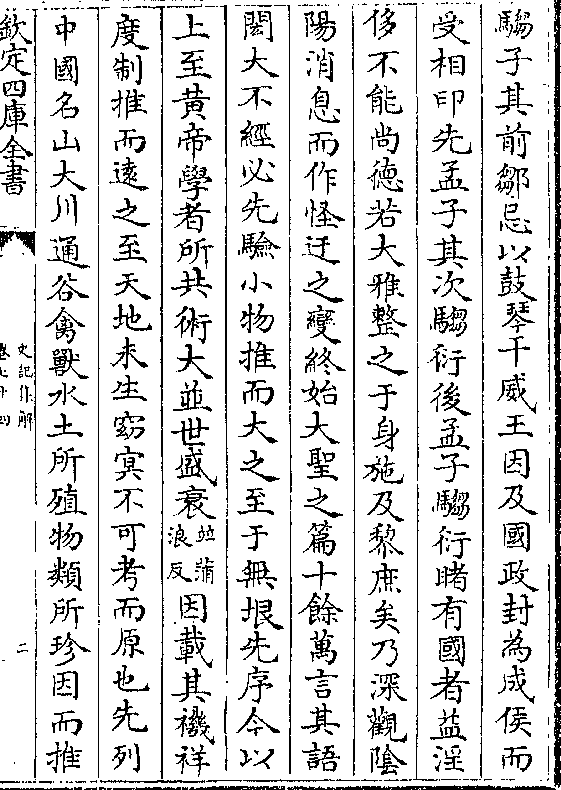 騶子其前鄒忌以鼓琴干威王因及國政封為成侯而
受相印先孟子其次騶衍後孟子騶衍睹有國者益淫
侈不能尚德若大雅整之于身施及黎庶矣乃深觀陰
陽消息而作怪迂之變終始大聖之篇十餘萬言其語
閎大不經必先驗小物推而大之至于無垠先序今以
上至黄帝學者所共術大並世盛衰並蒲浪反因載其禨祥
度制推而逺之至天地未生窈㝠不可考而原也先列
中國名山大川通谷禽獸水土所殖物類所珍因而推
欽定四庫全書
史記集解
卷七十四
二